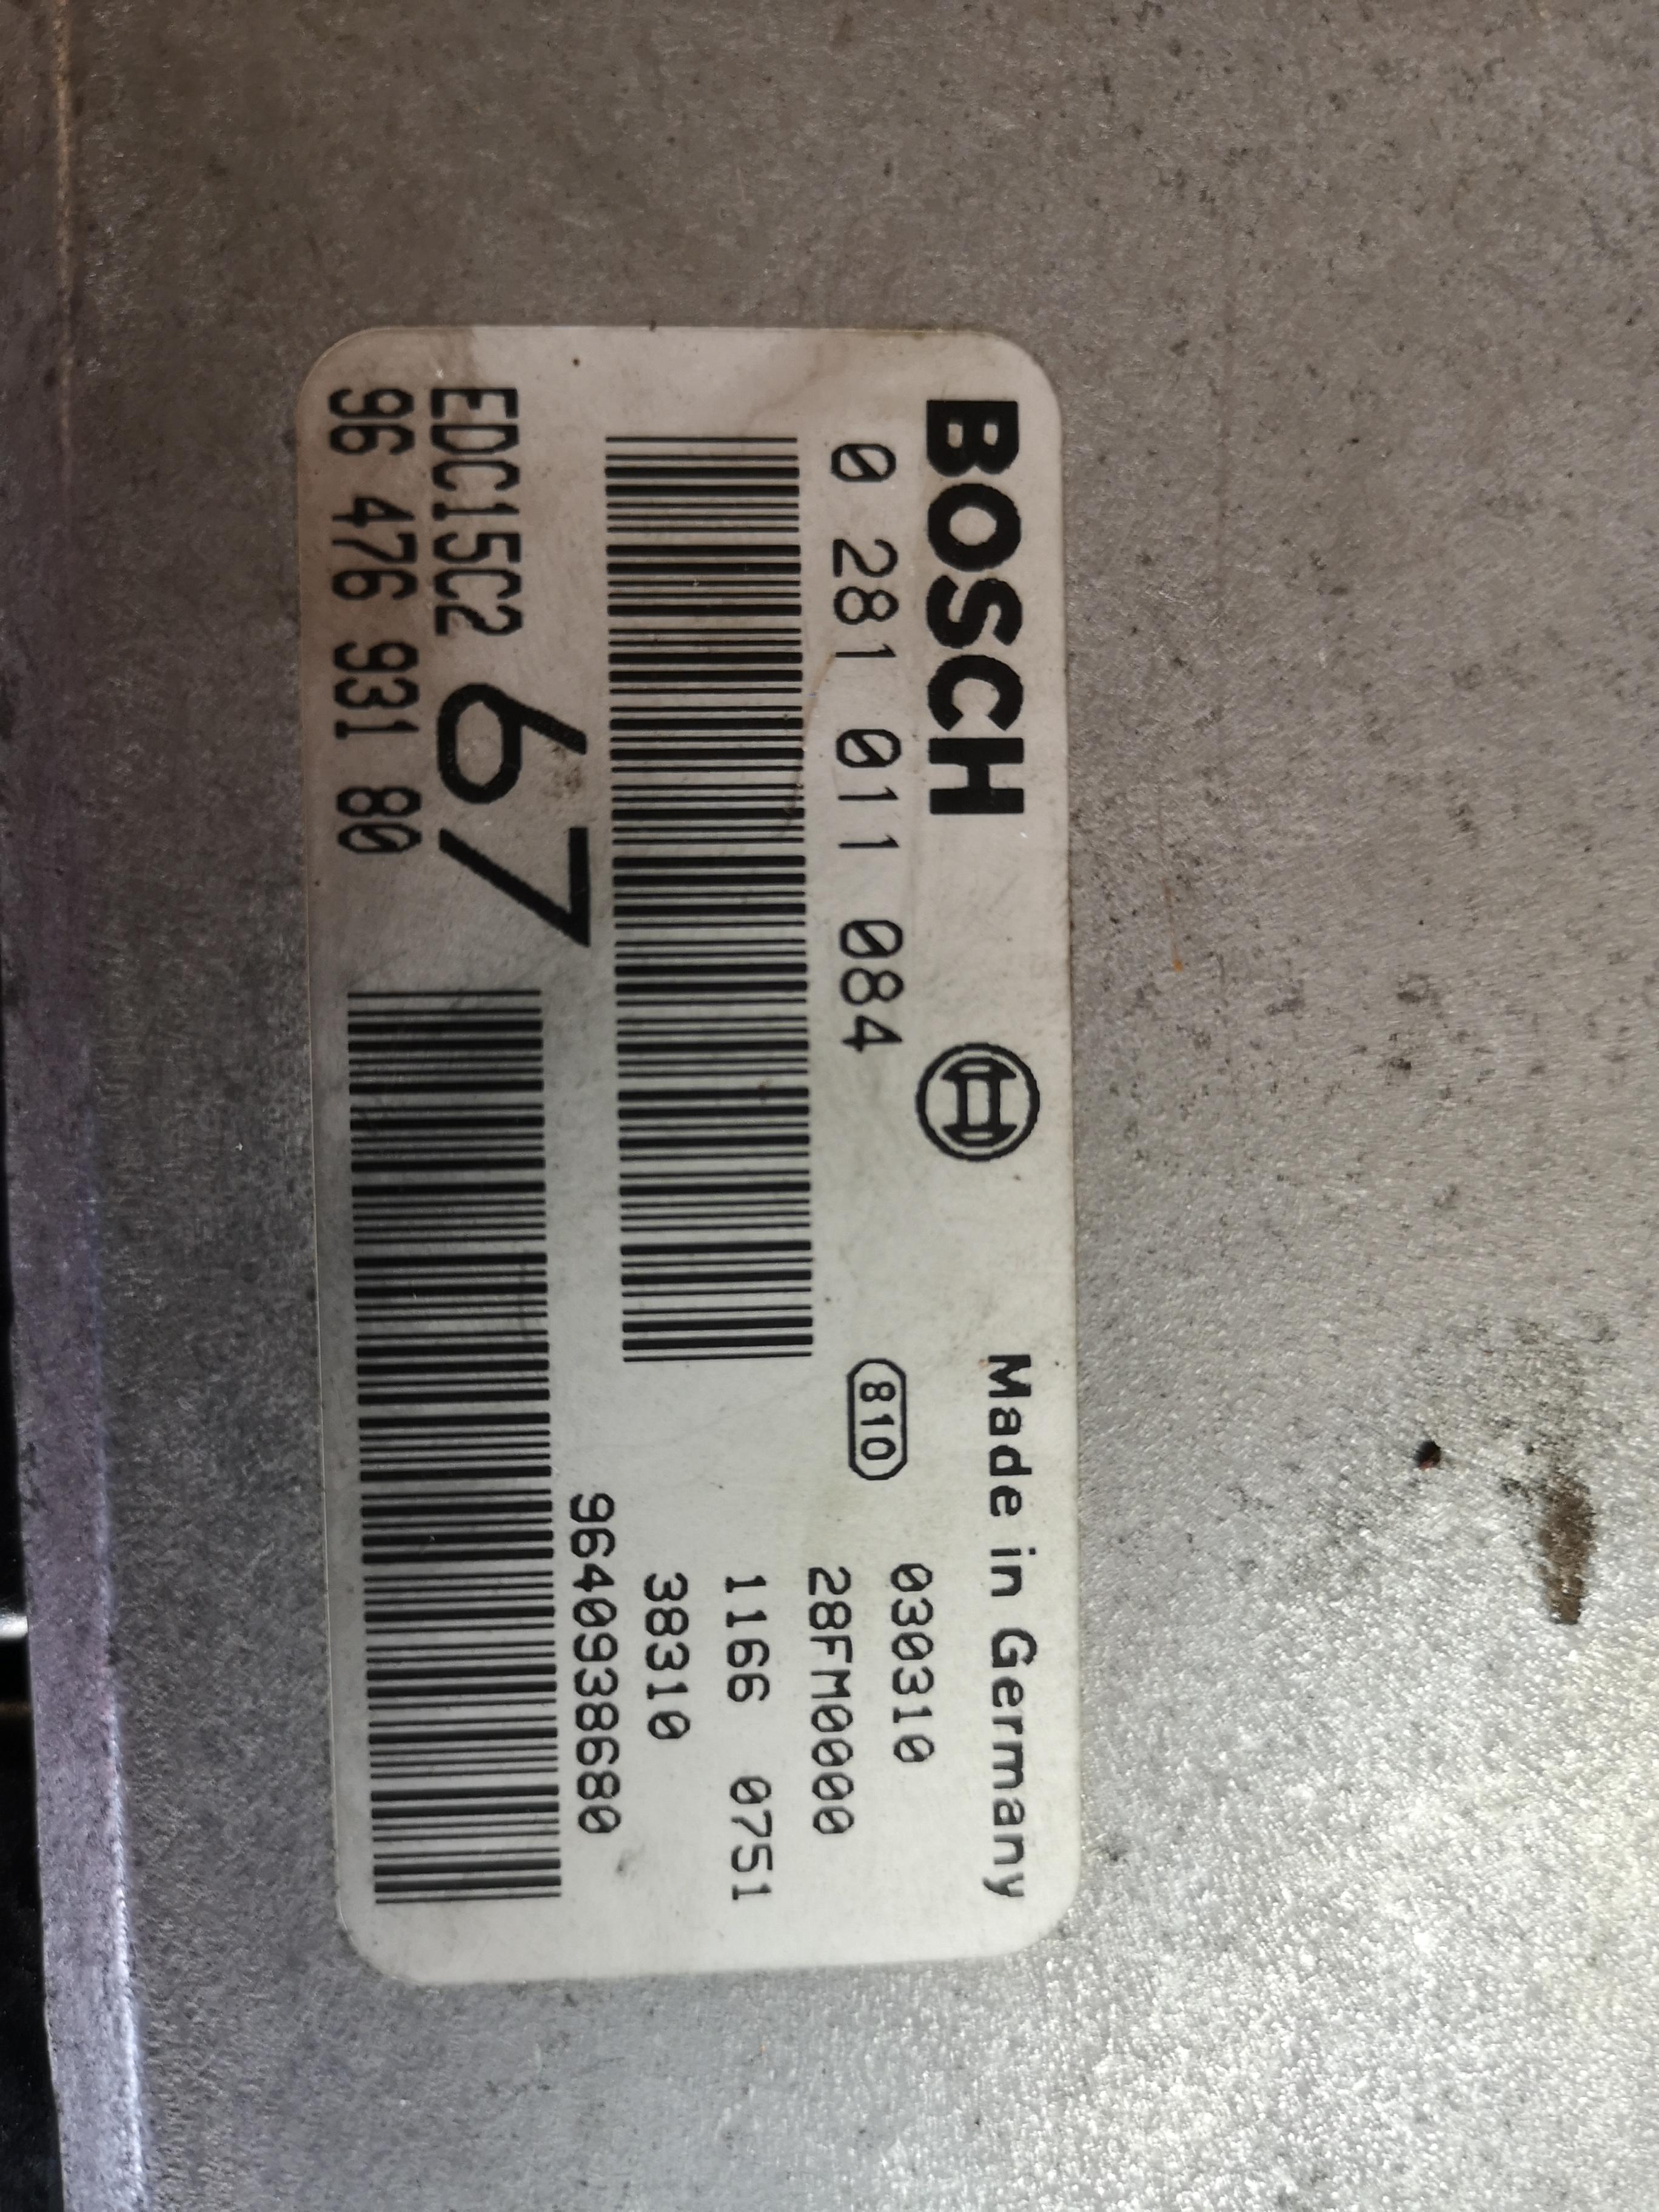 BOSCH
Made in Germany
0 281 011 084
810
030310
28FM0000
1166 0751
38310
9640938680
EDC15C2
67
96 476 931 80